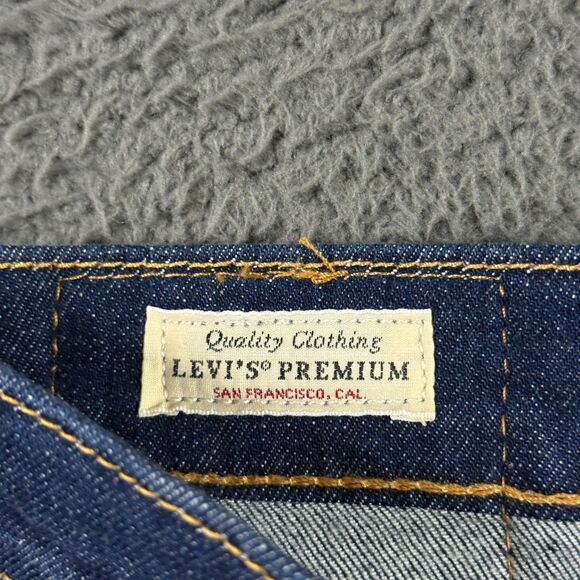 Quality Clothing
LEVI'S® PREMIUM
SAN FRANCISCO, CAL.